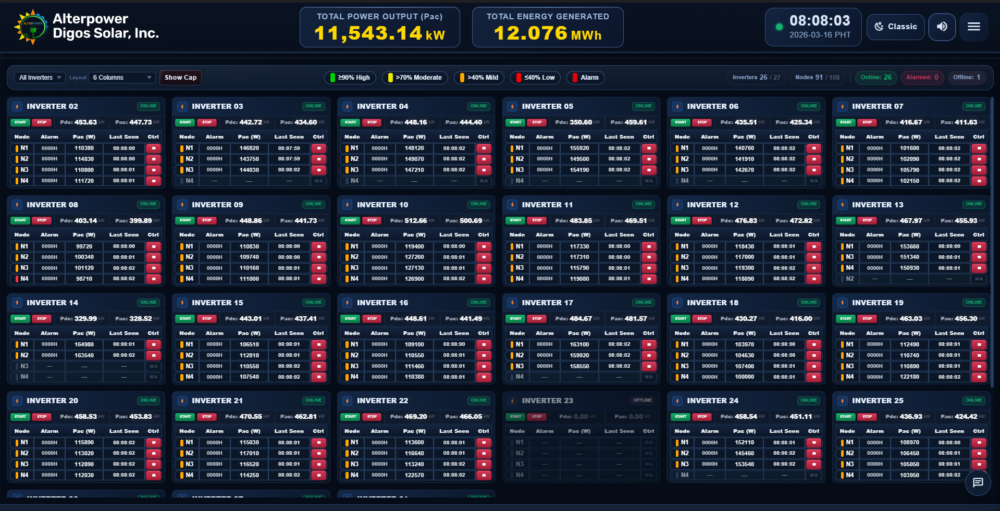 Alterpower
Digos Solar, Inc.
ALTERPOWER
TOTAL POWER OUTPUT (Pac)
11,543.14 kW
TOTAL ENERGY GENERATED
12.076 MWh
08:08:03
2026-03-16 PHT
Classic
All Inverters Layout 6 Columns Show Cap
≥90% High >70% Moderate >40% Mild ≤40% Low Alarm
Inverters 26 / 27 Nodes 91 / 108 Online: 26 Alarmed: 0 Offline: 1
INVERTER 02 ONLINE
START STOP Pdc: 453.63 kW Pac: 447.73 kW
Node Alarm Pac (W) Last Seen Ctrl
N1 0000H 110380 08:08:00
N2 0000H 114830 08:08:00
N3 0000H 110800 08:08:01
N4 0000H 111720 08:08:01
INVERTER 03 ONLINE
START STOP Pdc: 442.72 kW Pac: 434.60 kW
Node Alarm Pac (W) Last Seen Ctrl
N1 0000H 146820 08:07:59
N2 0000H 143750 08:07:59
N3 0000H 144030 08:08:02
N4 — — — N/A
INVERTER 04 ONLINE
START STOP Pdc: 448.16 kW Pac: 444.40 kW
Node Alarm Pac (W) Last Seen Ctrl
N1 0000H 148120 08:08:02
N2 0000H 149070 08:08:02
N3 0000H 147210 08:08:02
N4 — — — N/A
INVERTER 05 ONLINE
START STOP Pdc: 350.60 kW Pac: 459.61 kW
Node Alarm Pac (W) Last Seen Ctrl
N1 0000H 155920 08:08:02
N2 0000H 149500 08:08:02
N3 0000H 154190 08:08:02
N4 — — — N/A
INVERTER 06 ONLINE
START STOP Pdc: 435.51 kW Pac: 425.34 kW
Node Alarm Pac (W) Last Seen Ctrl
N1 0000H 140760 08:08:02
N2 0000H 141910 08:08:02
N3 0000H 142670 08:08:02
N4 — — — N/A
INVERTER 07 ONLINE
START STOP Pdc: 416.67 kW Pac: 411.63 kW
Node Alarm Pac (W) Last Seen Ctrl
N1 0000H 101600 08:08:02
N2 0000H 102090 08:08:02
N3 0000H 105790 08:08:02
N4 0000H 102150 08:08:02
INVERTER 08 ONLINE
START STOP Pdc: 403.14 kW Pac: 399.89 kW
Node Alarm Pac (W) Last Seen Ctrl
N1 0000H 99720 08:08:00
N2 0000H 100340 08:08:01
N3 0000H 101120 08:08:02
N4 0000H 98710 08:08:02
INVERTER 09 ONLINE
START STOP Pdc: 448.86 kW Pac: 441.73 kW
Node Alarm Pac (W) Last Seen Ctrl
N1 0000H 110830 08:08:00
N2 0000H 109740 08:08:00
N3 0000H 110160 08:08:01
N4 0000H 111000 08:08:01
INVERTER 10 ONLINE
START STOP Pdc: 512.66 kW Pac: 500.69 kW
Node Alarm Pac (W) Last Seen Ctrl
N1 0000H 119400 08:08:00
N2 0000H 127260 08:08:01
N3 0000H 127130 08:08:01
N4 0000H 126900 08:08:02
INVERTER 11 ONLINE
START STOP Pdc: 483.85 kW Pac: 469.51 kW
Node Alarm Pac (W) Last Seen Ctrl
N1 0000H 117330 08:08:00
N2 0000H 117310 08:08:00
N3 0000H 115790 08:08:01
N4 0000H 119080 08:08:01
INVERTER 12 ONLINE
START STOP Pdc: 476.83 kW Pac: 472.82 kW
Node Alarm Pac (W) Last Seen Ctrl
N1 0000H 118430 08:08:01
N2 0000H 117000 08:08:01
N3 0000H 119300 08:08:02
N4 0000H 118090 08:08:02
INVERTER 13 ONLINE
START STOP Pdc: 467.97 kW Pac: 455.93 kW
Node Alarm Pac (W) Last Seen Ctrl
N1 0000H 153660 08:08:00
N3 0000H 151340 08:08:01
N4 0000H 150930 08:08:01
N2 — — — N/A
INVERTER 14 ONLINE
START STOP Pdc: 329.99 kW Pac: 328.52 kW
Node Alarm Pac (W) Last Seen Ctrl
N1 0000H 164980 08:08:01
N2 0000H 163540 08:08:02
N3 — — — N/A
N4 — — — N/A
INVERTER 15 ONLINE
START STOP Pdc: 443.01 kW Pac: 437.41 kW
Node Alarm Pac (W) Last Seen Ctrl
N1 0000H 106510 08:08:01
N2 0000H 112810 08:08:01
N3 0000H 110550 08:08:02
N4 0000H 107540 08:08:02
INVERTER 16 ONLINE
START STOP Pdc: 448.61 kW Pac: 441.49 kW
Node Alarm Pac (W) Last Seen Ctrl
N1 0000H 109100 08:08:00
N2 0000H 110550 08:08:01
N3 0000H 111460 08:08:01
N4 0000H 110380 08:08:01
INVERTER 17 ONLINE
START STOP Pdc: 484.67 kW Pac: 481.57 kW
Node Alarm Pac (W) Last Seen Ctrl
N1 0000H 163100 08:08:02
N2 0000H 159920 08:08:02
N3 0000H 158550 08:08:02
N4 — — — N/A
INVERTER 18 ONLINE
START STOP Pdc: 430.27 kW Pac: 416.00 kW
Node Alarm Pac (W) Last Seen Ctrl
N1 0000H 103970 08:08:00
N2 0000H 104630 08:08:00
N3 0000H 107400 08:08:01
N4 0000H 100000 08:08:01
INVERTER 19 ONLINE
START STOP Pdc: 463.03 kW Pac: 456.30 kW
Node Alarm Pac (W) Last Seen Ctrl
N1 0000H 112490 08:08:01
N2 0000H 110740 08:08:01
N3 0000H 110890 08:08:01
N4 0000H 122180 08:08:02
INVERTER 20 ONLINE
START STOP Pdc: 458.53 kW Pac: 453.83 kW
Node Alarm Pac (W) Last Seen Ctrl
N1 0000H 115890 08:08:02
N2 0000H 113020 08:08:02
N3 0000H 112890 08:08:02
N4 0000H 112030 08:08:02
INVERTER 21 ONLINE
START STOP Pdc: 470.55 kW Pac: 462.81 kW
Node Alarm Pac (W) Last Seen Ctrl
N1 0000H 115030 08:08:01
N2 0000H 117010 08:08:01
N3 0000H 116520 08:08:01
N4 0000H 114250 08:08:02
INVERTER 22 ONLINE
START STOP Pdc: 469.20 kW Pac: 466.05 kW
Node Alarm Pac (W) Last Seen Ctrl
N1 0000H 113600 08:08:01
N2 0000H 116640 08:08:01
N3 0000H 113240 08:08:02
N4 0000H 122570 08:08:02
INVERTER 23 OFFLINE
START STOP Pdc: 0.00 kW Pac: 0.00 kW
Node Alarm Pac (W) Last Seen Ctrl
N1 — — — N/A
N2 — — — N/A
N3 — — — N/A
N4 — — — N/A
INVERTER 24 ONLINE
START STOP Pdc: 458.54 kW Pac: 451.11 kW
Node Alarm Pac (W) Last Seen Ctrl
N1 0000H 152110 08:08:01
N2 0000H 145460 08:08:02
N3 0000H 153540 08:08:02
N4 — — — N/A
INVERTER 25 ONLINE
START STOP Pdc: 436.93 kW Pac: 424.42 kW
Node Alarm Pac (W) Last Seen Ctrl
N1 0000H 108970 08:08:00
N2 0000H 106450 08:08:01
N3 0000H 105050 08:08:01
N4 0000H 103950 08:08:02